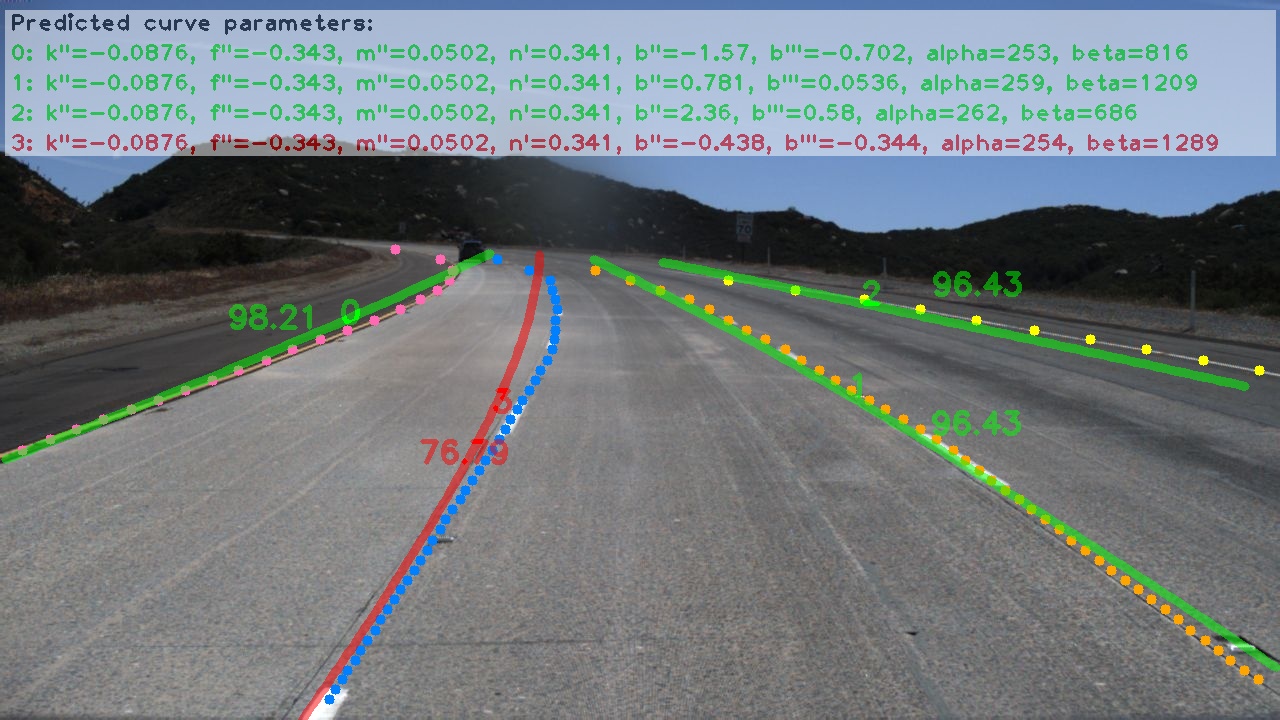 Predicted curve parameters:
0: k''=-0.0876, f''=-0.343, m''=0.0502, n'=0.341, b''=-1.57, b'''=-0.702, alpha=253, beta=816
1: k''=-0.0876, f''=-0.343, m''=0.0502, n'=0.341, b''=0.781, b'''=0.0536, alpha=259, beta=1209
2: k''=-0.0876, f''=-0.343, m''=0.0502, n'=0.341, b''=2.36, b'''=0.58, alpha=262, beta=686
3: k''=-0.0876, f''=-0.343, m''=0.0502, n'=0.341, b''=-0.438, b'''=-0.344, alpha=254, beta=1289
70
2 96.43
98.21 0
1
96.43
3
76.79